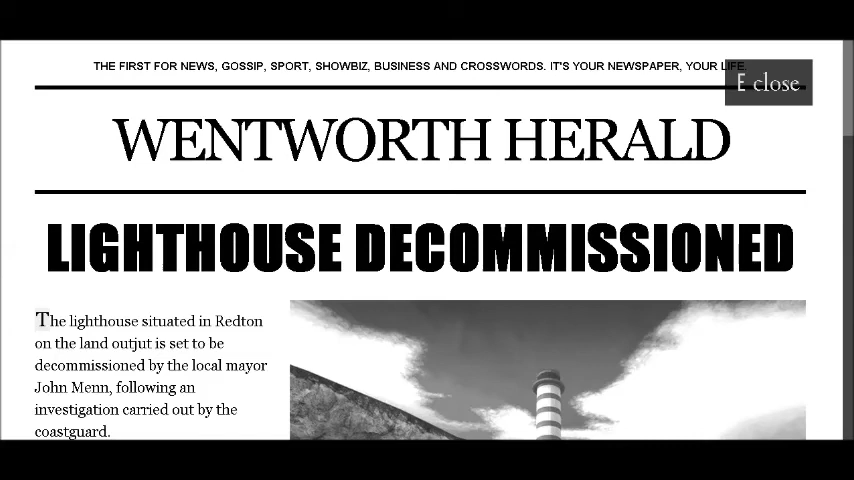 THE FIRST FOR NEWS, GOSSIP, SPORT, SHOWBIZ, BUSINESS AND CROSSWORDS. IT'S YOUR NEWSPAPER, YOUR LIFE.
E close
WENTWORTH HERALD
LIGHTHOUSE DECOMMISSIONED
The lighthouse situated in Redton
on the land outjut is set to be
decommissioned by the local mayor
John Menn, following an
investigation carried out by the
coastguard.